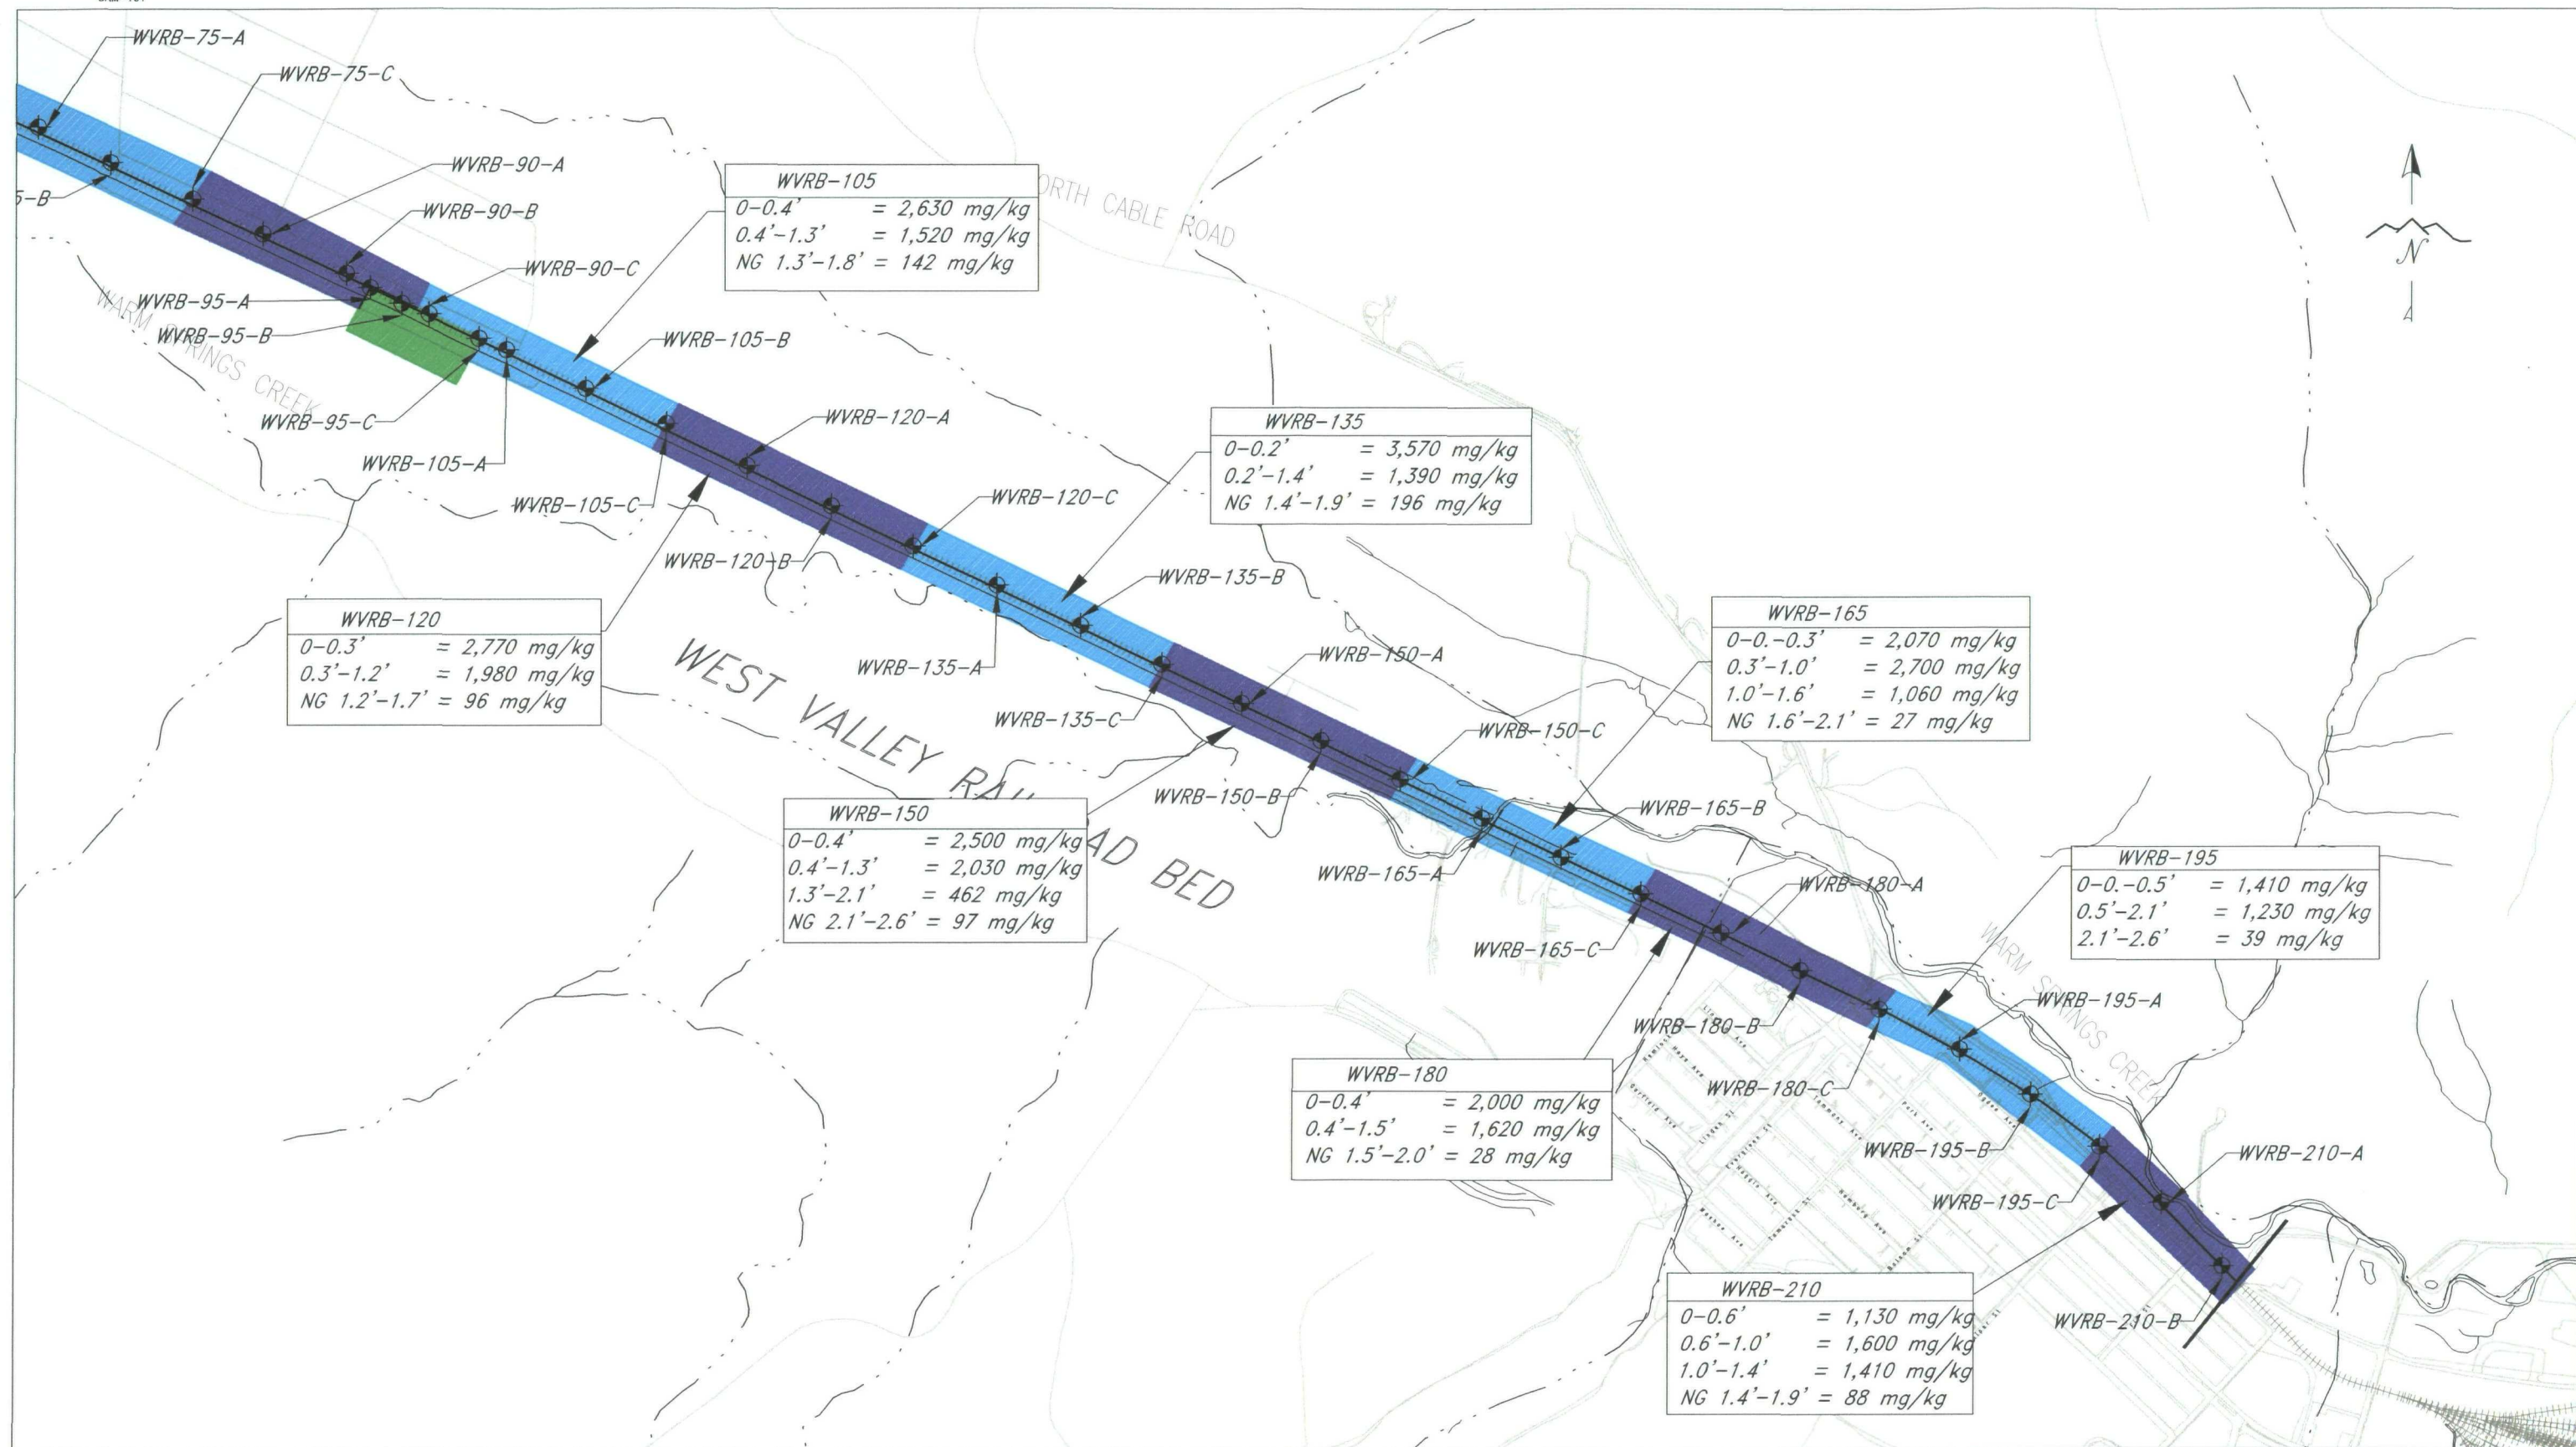 WVRB-75-A
WVRB-75-C
5-B
WVRB-90-A
WVRB-90-B
WVRB-90-C
WVRB-95-A
WVRB-95-B
WVRB-95-C
WARM SPRINGS CREEK
WVRB-105
0-0.4' = 2,630 mg/kg
0.4'-1.3' = 1,520 mg/kg
NG 1.3'-1.8' = 142 mg/kg
ORTH CABLE ROAD
N
WVRB-105-B
WVRB-105-A
WVRB-105-C
WVRB-120-A
WVRB-120-C
WVRB-120-B
WVRB-135
0-0.2' = 3,570 mg/kg
0.2'-1.4' = 1,390 mg/kg
NG 1.4'-1.9' = 196 mg/kg
WVRB-135-B
WVRB-135-A
WVRB-135-C
WVRB-120
0-0.3' = 2,770 mg/kg
0.3'-1.2' = 1,980 mg/kg
NG 1.2'-1.7' = 96 mg/kg
WEST VALLEY RAI AD BED
WVRB-150-A
WVRB-150-C
WVRB-150-B
WVRB-165
0-0.-0.3' = 2,070 mg/kg
0.3'-1.0' = 2,700 mg/kg
1.0'-1.6' = 1,060 mg/kg
NG 1.6'-2.1' = 27 mg/kg
WVRB-150
0-0.4' = 2,500 mg/kg
0.4'-1.3' = 2,030 mg/kg
1.3'-2.1' = 462 mg/kg
NG 2.1'-2.6' = 97 mg/kg
WVRB-165-B
WVRB-165-A
WVRB-165-C
WVRB-180-A
WVRB-195
0-0.-0.5' = 1,410 mg/kg
0.5'-2.1' = 1,230 mg/kg
2.1'-2.6' = 39 mg/kg
WARM SPRINGS CREEK
WVRB-195-A
WVRB-180-B
WVRB-180-C
WVRB-180
0-0.4' = 2,000 mg/kg
0.4'-1.5' = 1,620 mg/kg
NG 1.5'-2.0' = 28 mg/kg
WVRB-195-B
WVRB-195-C
WVRB-210-A
WVRB-210
0-0.6' = 1,130 mg/kg
0.6'-1.0' = 1,600 mg/kg
1.0'-1.4' = 1,410 mg/kg
NG 1.4'-1.9' = 88 mg/kg
WVRB-210-B